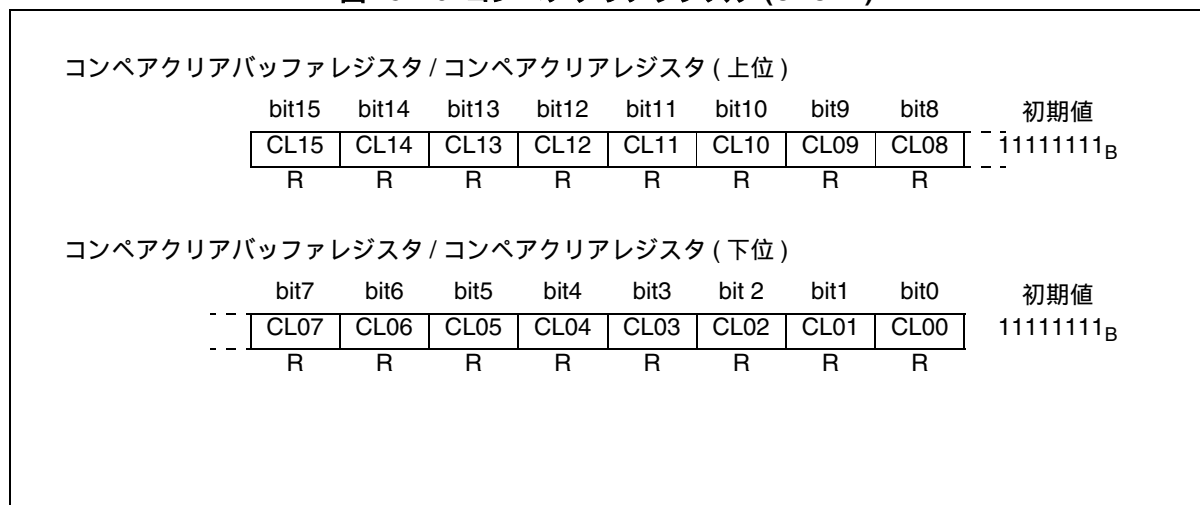 コンペアクリアバッファレジスタ / コンペアクリアレジスタ ( 上位 )
bit15 bit14 bit13 bit12 bit11 bit10 bit9 bit8 初期値
CL15 CL14 CL13 CL12 CL11 CL10 CL09 CL08 11111111B
R R R R R R R R
コンペアクリアバッファレジスタ / コンペアクリアレジスタ ( 下位 )
bit7 bit6 bit5 bit4 bit3 bit 2 bit1 bit0 初期値
CL07 CL06 CL05 CL04 CL03 CL02 CL01 CL00 11111111B
R R R R R R R R